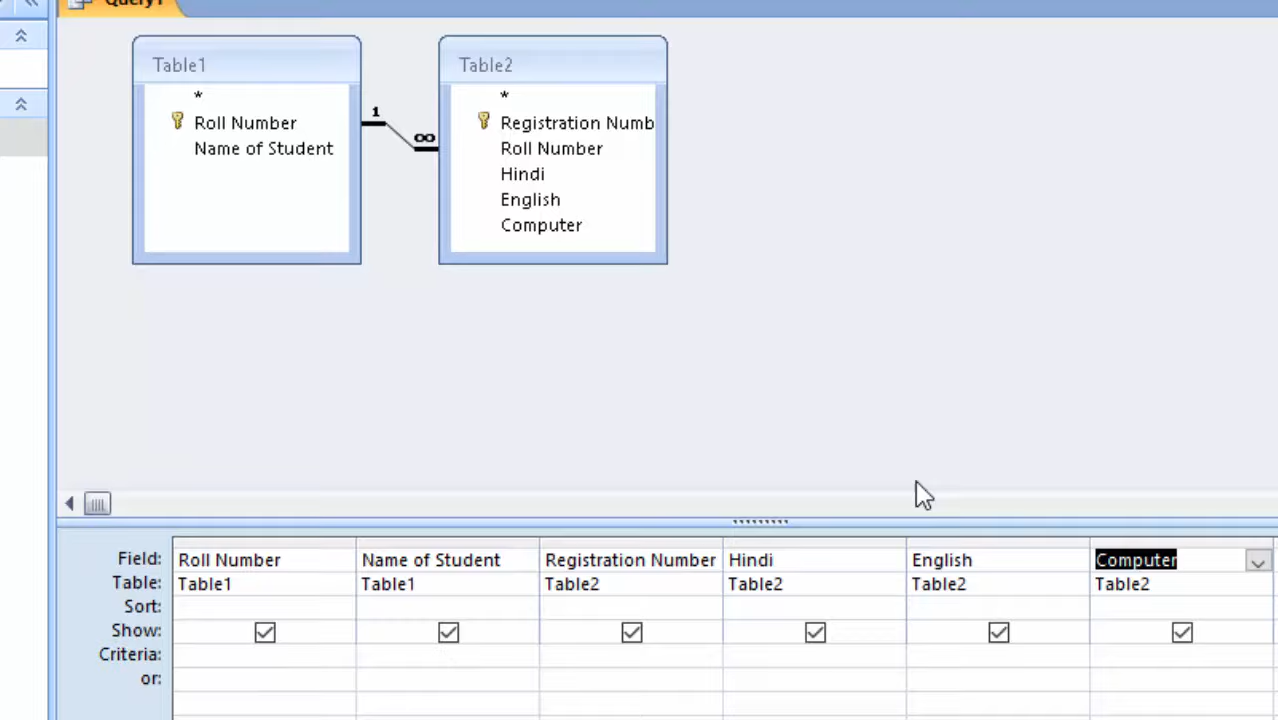 Query1
Table1
*
Roll Number
Name of Student
1
∞
Table2
*
Registration Numb
Roll Number
Hindi
English
Computer
Field: Roll Number Name of Student Registration Number Hindi English Computer
Table: Table1 Table1 Table2 Table2 Table2 Table2
Sort:
Show:
Criteria:
or: